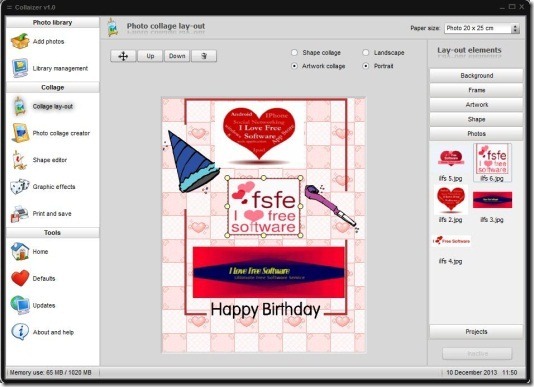 Collaizer v1.0
Photo library
Add photos
Library management
Collage
Collage lay-out
Photo collage creator
Shape editor
Graphic effects
Print and save
Tools
Home
Defaults
Updates
About and help
Photo collage lay-out
Paper size: Photo 20 x 25 cm
Up
Down
Shape collage
Landscape
Artwork collage
Portrait
Android
IPhone
Social Networking
I Love Free
Software
fsfe
I free
software
I Love Free Software
Happy Birthday
Lay-out elements
Background
Frame
Artwork
Shape
Photos
ilfs 5.jpg
ilfs 6.jpg
ilfs 2.jpg
ilfs 3.jpg
ilfs 4.jpg
Projects
Inactive
Memory use: 65 MB / 1020 MB
10 December 2013
11:50